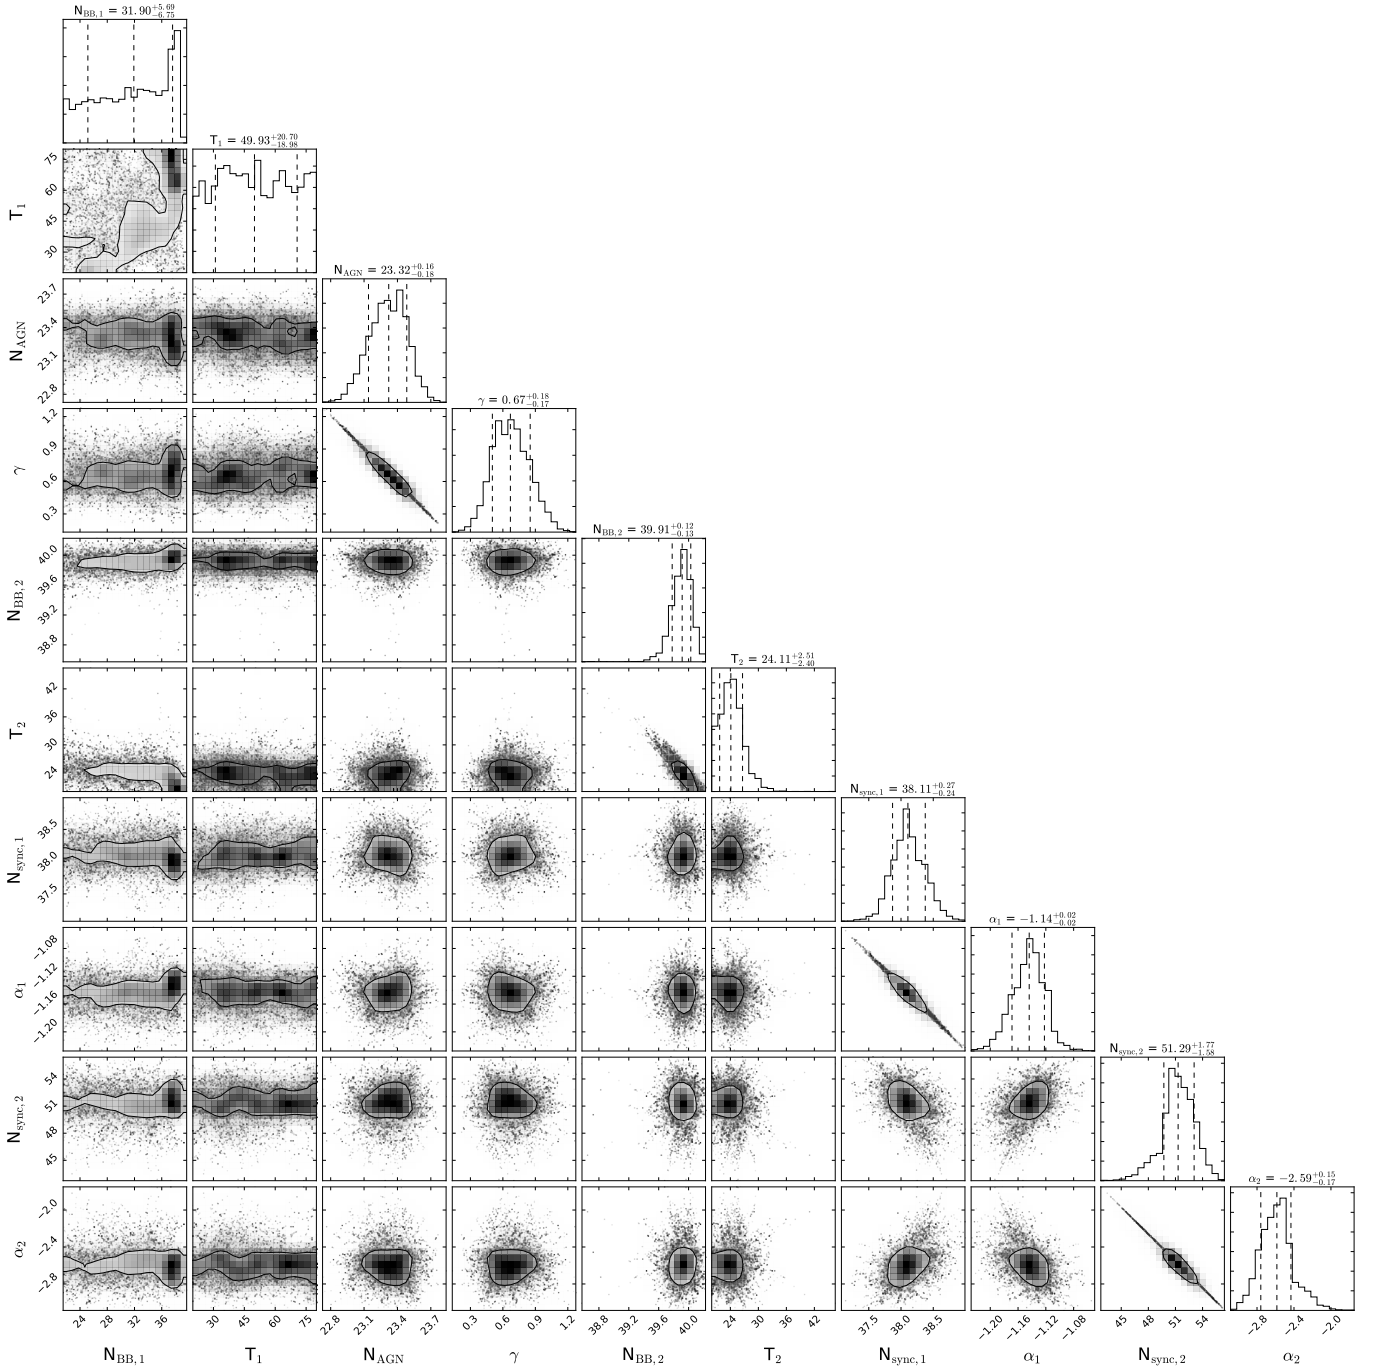 N_BB,1 = 31.90 +5.69 −6.75
T_1 = 49.93 +20.70 −18.98
75
60
45
30
T_1
N_AGN = 23.32 +0.16 −0.18
23.7
23.4
23.1
22.8
N_AGN
γ = 0.67 +0.18 −0.17
1.2
0.9
0.6
0.3
γ
N_BB,2 = 39.91 +0.12 −0.13
40.0
39.6
39.2
38.8
N_BB,2
T_2 = 24.11 +2.51 −2.40
42
36
30
24
T_2
N_sync,1 = 38.11 +0.27 −0.24
38.5
38.0
37.5
N_sync,1
α_1 = −1.14 +0.02 −0.02
−1.08
−1.12
−1.16
−1.20
α_1
N_sync,2 = 51.29 +1.77 −1.58
54
51
48
45
N_sync,2
α_2 = −2.59 +0.15 −0.17
−2.0
−2.4
−2.8
α_2
24 28 32 36 30 45 60 75 22.8 23.1 23.4 23.7 0.3 0.6 0.9 1.2 38.8 39.2 39.6 40.0 24 30 36 42 37.5 38.0 38.5 −1.20 −1.16 −1.12 −1.08 45 48 51 54 −2.8 −2.4 −2.0
N_BB,1 T_1 N_AGN γ N_BB,2 T_2 N_sync,1 α_1 N_sync,2 α_2